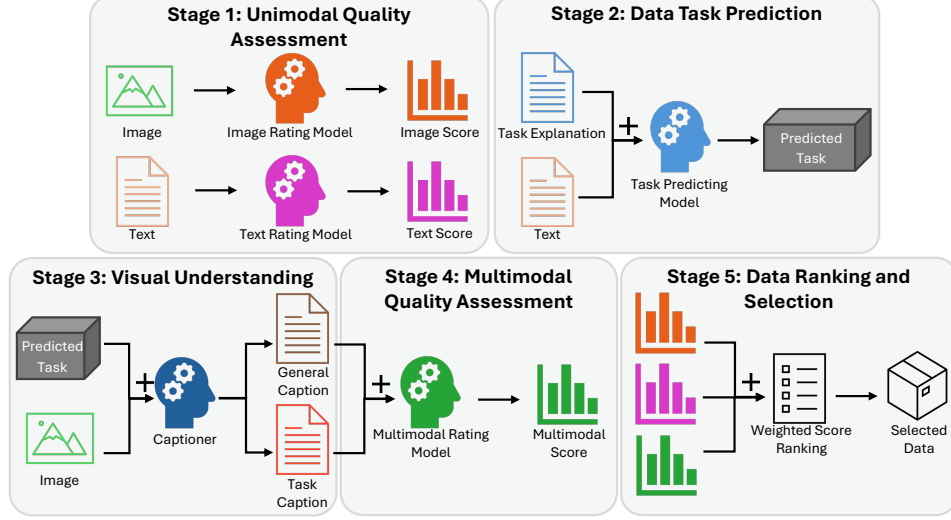 Stage 1: Unimodal Quality
Assessment
Image
Image Rating Model
Image Score
Text
Text Rating Model
Text Score
Stage 2: Data Task Prediction
Task Explanation
+
Text
Task Predicting
Model
Predicted
Task
Stage 3: Visual Understanding
Predicted
Task
+
Image
Captioner
General
Caption
Task
Caption
Stage 4: Multimodal
Quality Assessment
+
Multimodal Rating
Model
Multimodal
Score
Stage 5: Data Ranking and
Selection
+
Weighted Score
Ranking
Selected
Data